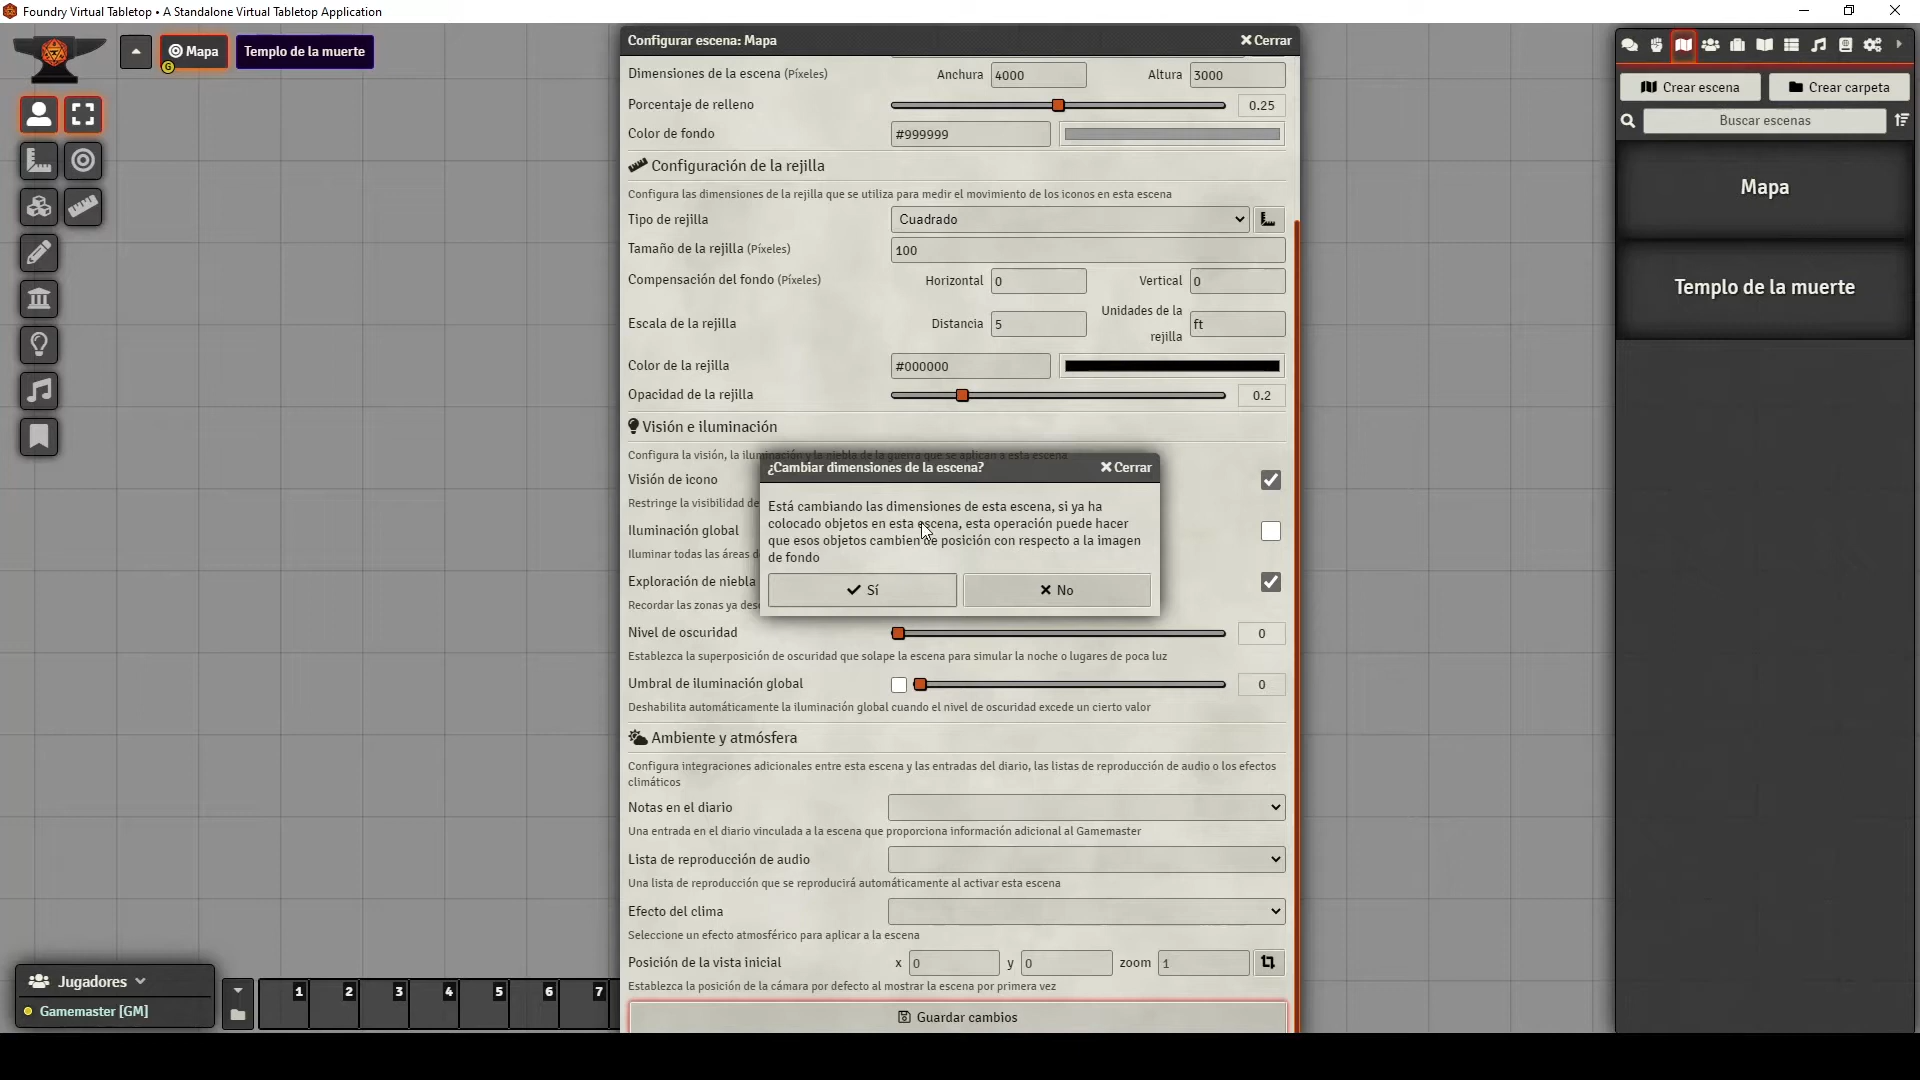 Foundry Virtual Tabletop • A Standalone Virtual Tabletop Application
Mapa
G
Templo de la muerte
Configurar escena: Mapa
Cerrar
Dimensiones de la escena (Píxeles)
Anchura 4000
Altura 3000
Porcentaje de relleno
0.25
Color de fondo
#999999
Configuración de la rejilla
Configura las dimensiones de la rejilla que se utiliza para medir el movimiento de los iconos en esta escena
Tipo de rejilla
Cuadrado
Tamaño de la rejilla (Píxeles)
100
Compensación del fondo (Píxeles)
Horizontal 0
Vertical 0
Escala de la rejilla
Distancia 5
Unidades de la
rejilla
ft
Color de la rejilla
#000000
Opacidad de la rejilla
0.2
Visión e iluminación
Configura la visión, la iluminación y la niebla de la guerra que se aplican a esta escena
Visión de icono
Restringe la visibilidad de
Iluminación global
Iluminar todas las áreas d
Exploración de niebla
Recordar las zonas ya des
¿Cambiar dimensiones de la escena?
Cerrar
Está cambiando las dimensiones de esta escena, si ya ha
colocado objetos en esta escena, esta operación puede hacer
que esos objetos cambien de posición con respecto a la imagen
de fondo
Sí
No
Nivel de oscuridad
0
Establezca la superposición de oscuridad que solape la escena para simular la noche o lugares de poca luz
Umbral de iluminación global
0
Deshabilita automáticamente la iluminación global cuando el nivel de oscuridad excede un cierto valor
Ambiente y atmósfera
Configura integraciones adicionales entre esta escena y las entradas del diario, las listas de reproducción de audio o los efectos
climáticos
Notas en el diario
Una entrada en el diario vinculada a la escena que proporciona información adicional al Gamemaster
Lista de reproducción de audio
Una lista de reproducción que se reproducirá automáticamente al activar esta escena
Efecto del clima
Seleccione un efecto atmosférico para aplicar a la escena
Posición de la vista inicial
x 0
y 0
zoom 1
Establezca la posición de la cámara por defecto al mostrar la escena por primera vez
Guardar cambios
Crear escena
Crear carpeta
Buscar escenas
Mapa
Templo de la muerte
Jugadores
Gamemaster [GM]
1 2 3 4 5 6 7